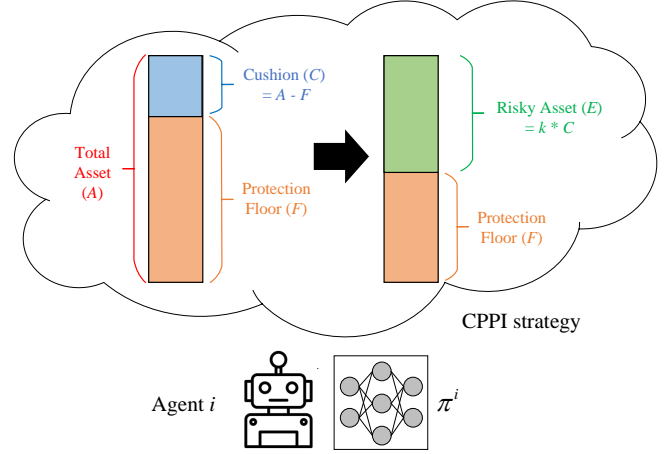 Cushion (C)
= A - F
Total
Asset
(A)
Protection
Floor (F)
Risky Asset (E)
= k * C
Protection
Floor (F)
CPPI strategy
Agent i
π^i